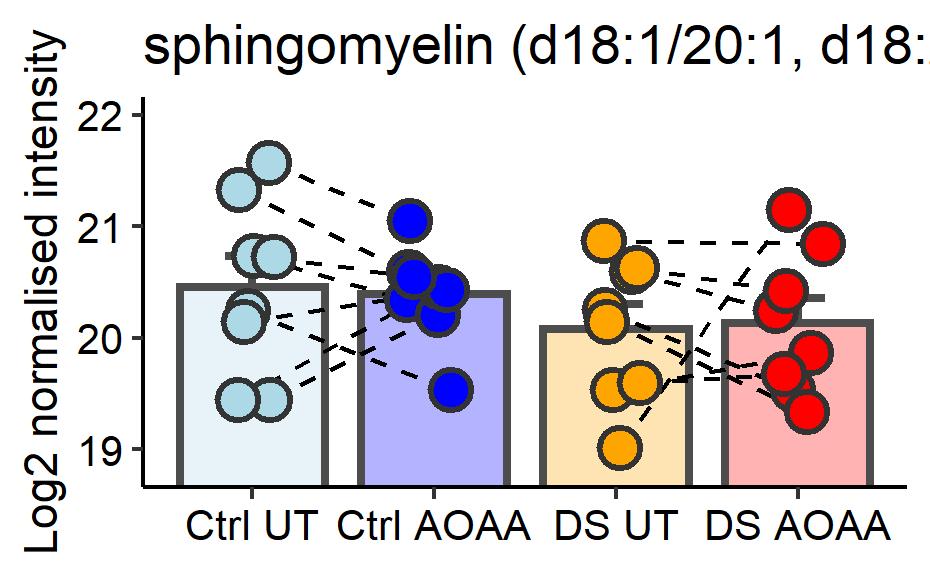 sphingomyelin (d18:1/20:1, d18:
Log2 normalised intensity
22
21
20
19
Ctrl UT
Ctrl AOAA
DS UT
DS AOAA